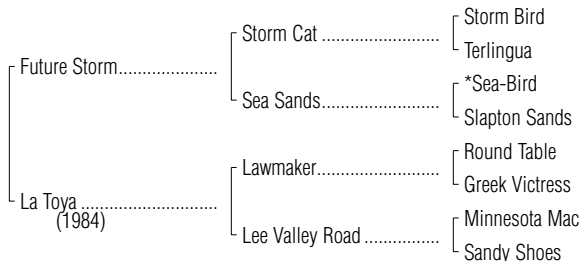 Storm Bird
Storm Cat ..............................
Terlingua
Future Storm.........................
*Sea-Bird
Sea Sands..............................
Slapton Sands
Round Table
Lawmaker...............................
Greek Victress
La Toya ..................................
(1984)
Minnesota Mac
Lee Valley Road ...................
Sandy Shoes